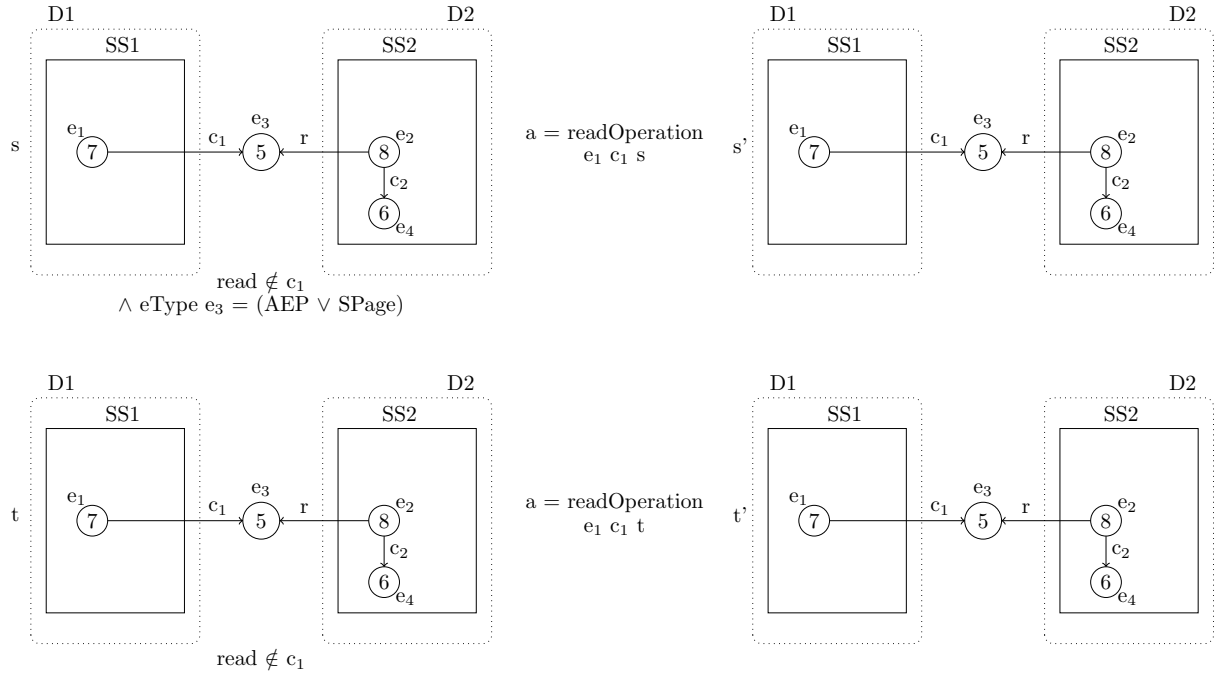 D1 D2 D1 D2
SS1 SS2 SS1 SS2
s e₁ 7 c₁ e₃ 5 r 8 e₂ a = readOperation s’ e₁ 7 c₁ e₃ 5 r 8 e₂
e₁ c₁ s
c₂ c₂
6 e₄ 6 e₄
read ∉ c₁
∧ eType e₃ = (AEP ∨ SPage)
D1 D2 D1 D2
SS1 SS2 SS1 SS2
t e₁ 7 c₁ e₃ 5 r 8 e₂ a = readOperation t’ e₁ 7 c₁ e₃ 5 r 8 e₂
e₁ c₁ t
c₂ c₂
6 e₄ 6 e₄
read ∉ c₁